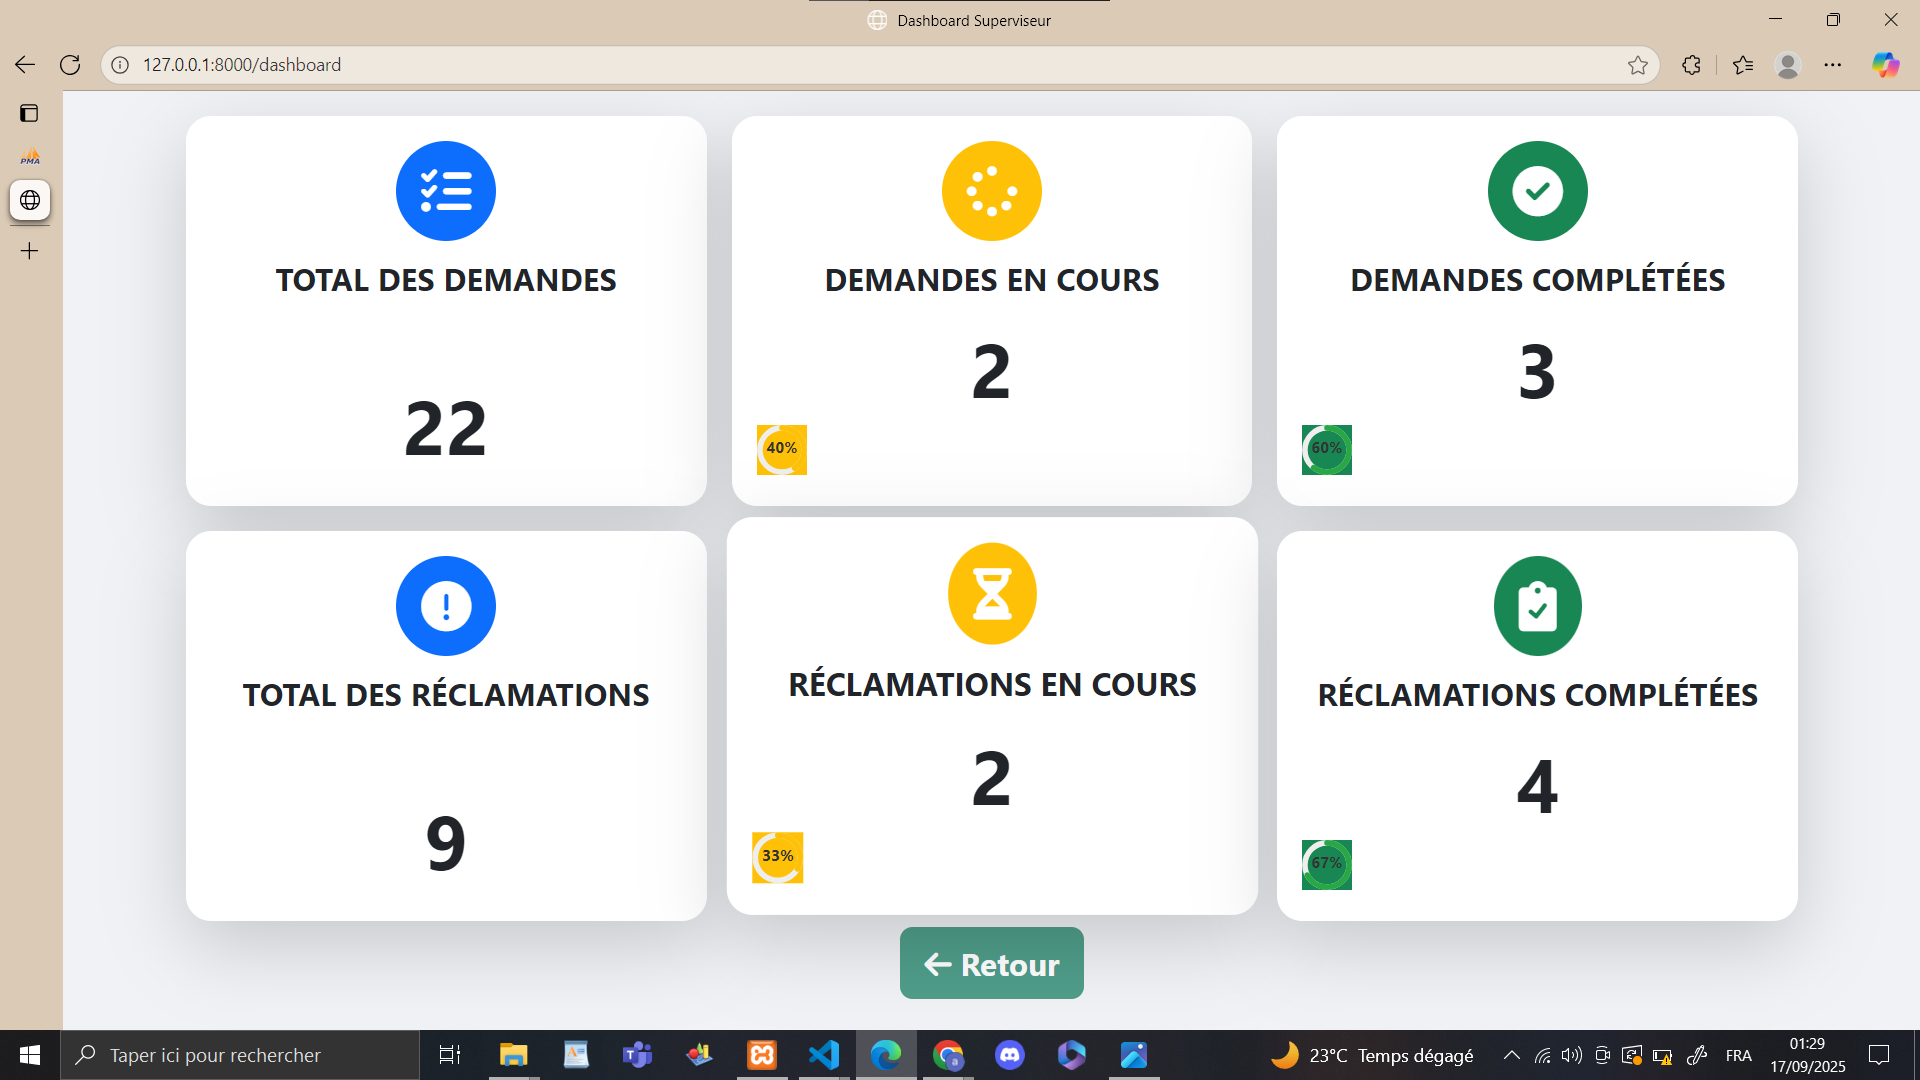 Dashboard Superviseur
127.0.0.1:8000/dashboard
PMA
TOTAL DES DEMANDES
22
DEMANDES EN COURS
2
40%
DEMANDES COMPLÉTÉES
3
60%
TOTAL DES RÉCLAMATIONS
9
RÉCLAMATIONS EN COURS
2
33%
RÉCLAMATIONS COMPLÉTÉES
4
67%
Retour
Taper ici pour rechercher
a
23°C Temps dégagé
FRA
01:29
17/09/2025